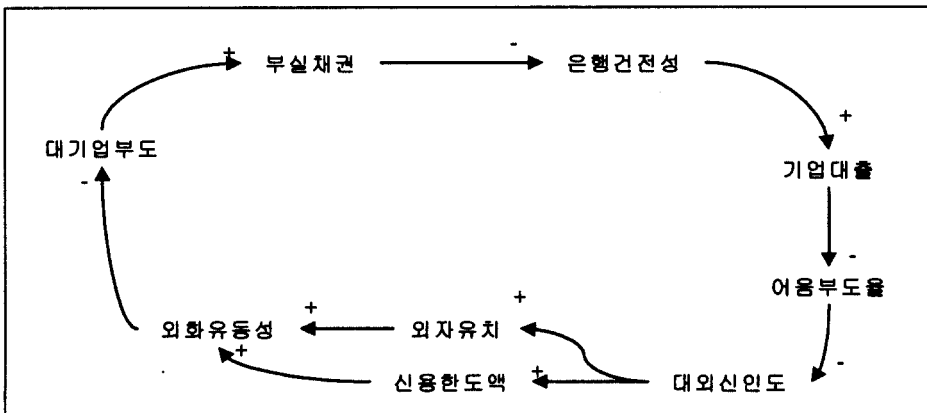 + 부실채권 - 은행건전성
+
대기업부도
기업대출
-
-
어음부도율
+ +
외화유동성 외자유치
-
+ 신용한도액 + 대외신인도